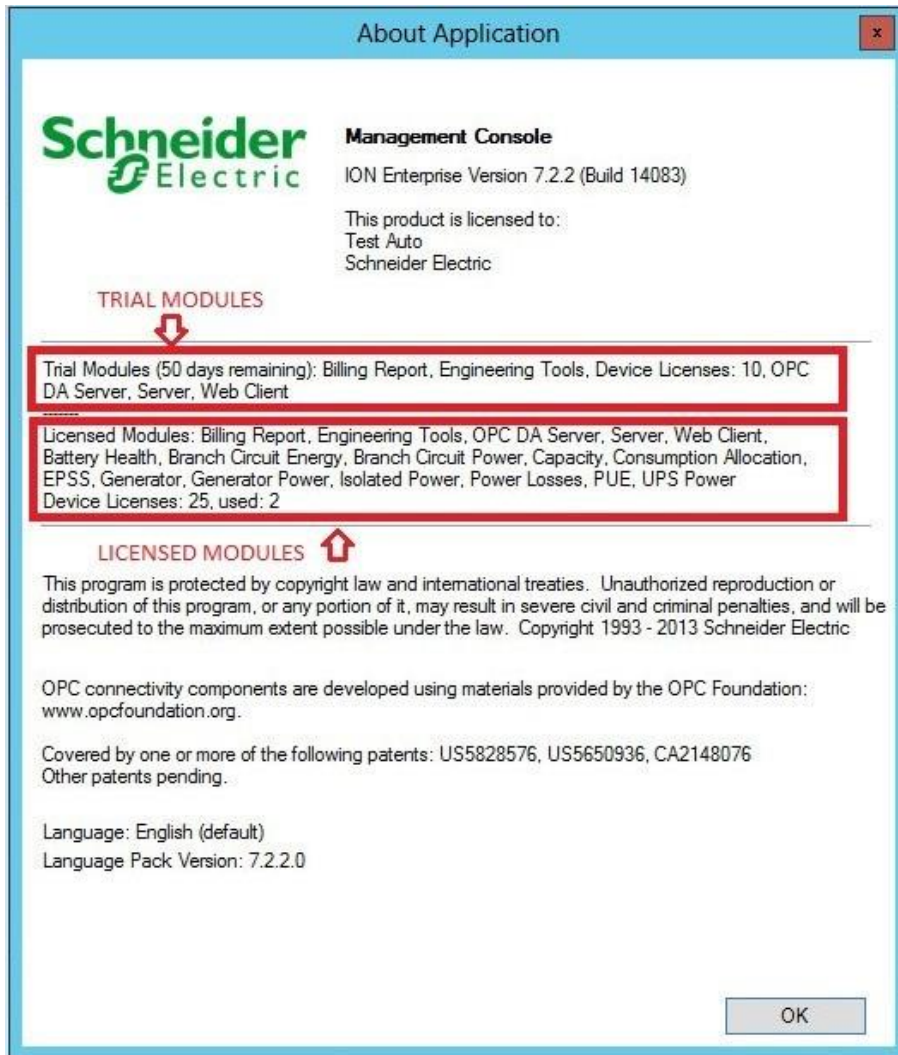 About Application
x
Schneider
Electric
Management Console
ION Enterprise Version 7.2.2 (Build 14083)
This product is licensed to:
Test Auto
Schneider Electric
TRIAL MODULES
Trial Modules (50 days remaining): Billing Report, Engineering Tools, Device Licenses: 10, OPC
DA Server, Server, Web Client
-------
Licensed Modules: Billing Report, Engineering Tools, OPC DA Server, Server, Web Client,
Battery Health, Branch Circuit Energy, Branch Circuit Power, Capacity, Consumption Allocation,
EPSS, Generator, Generator Power, Isolated Power, Power Losses, PUE, UPS Power
Device Licenses: 25, used: 2
LICENSED MODULES
This program is protected by copyright law and international treaties.  Unauthorized reproduction or
distribution of this program, or any portion of it, may result in severe civil and criminal penalties, and will be
prosecuted to the maximum extent possible under the law.  Copyright 1993 - 2013 Schneider Electric
OPC connectivity components are developed using materials provided by the OPC Foundation:
www.opcfoundation.org.
Covered by one or more of the following patents: US5828576, US5650936, CA2148076
Other patents pending.
Language: English (default)
Language Pack Version: 7.2.2.0
OK